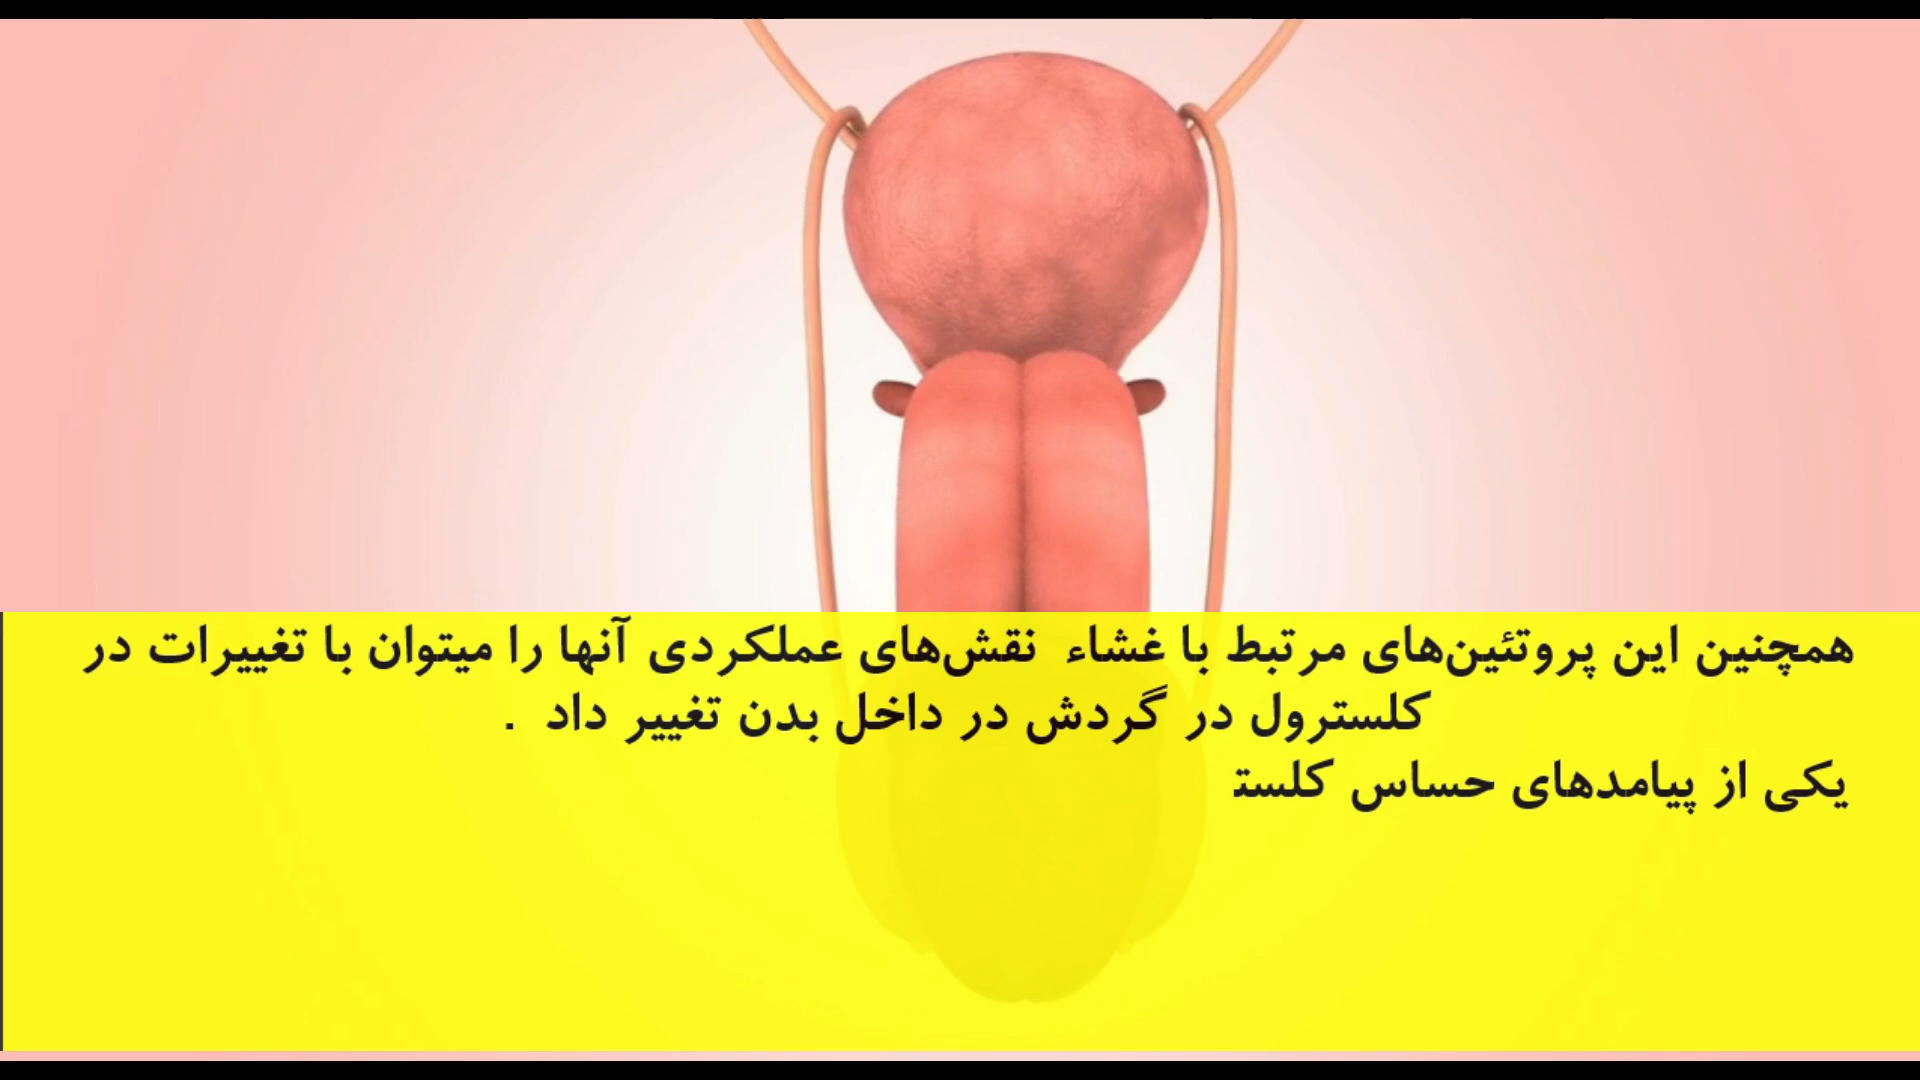 همچنین این پروتئین‌های مرتبط با غشاء  نقش‌های عملکردی آنها را میتوان با تغییرات در
کلسترول در گردش در داخل بدن تغییر داد  .
یکی از پیامدهای حساس کلست